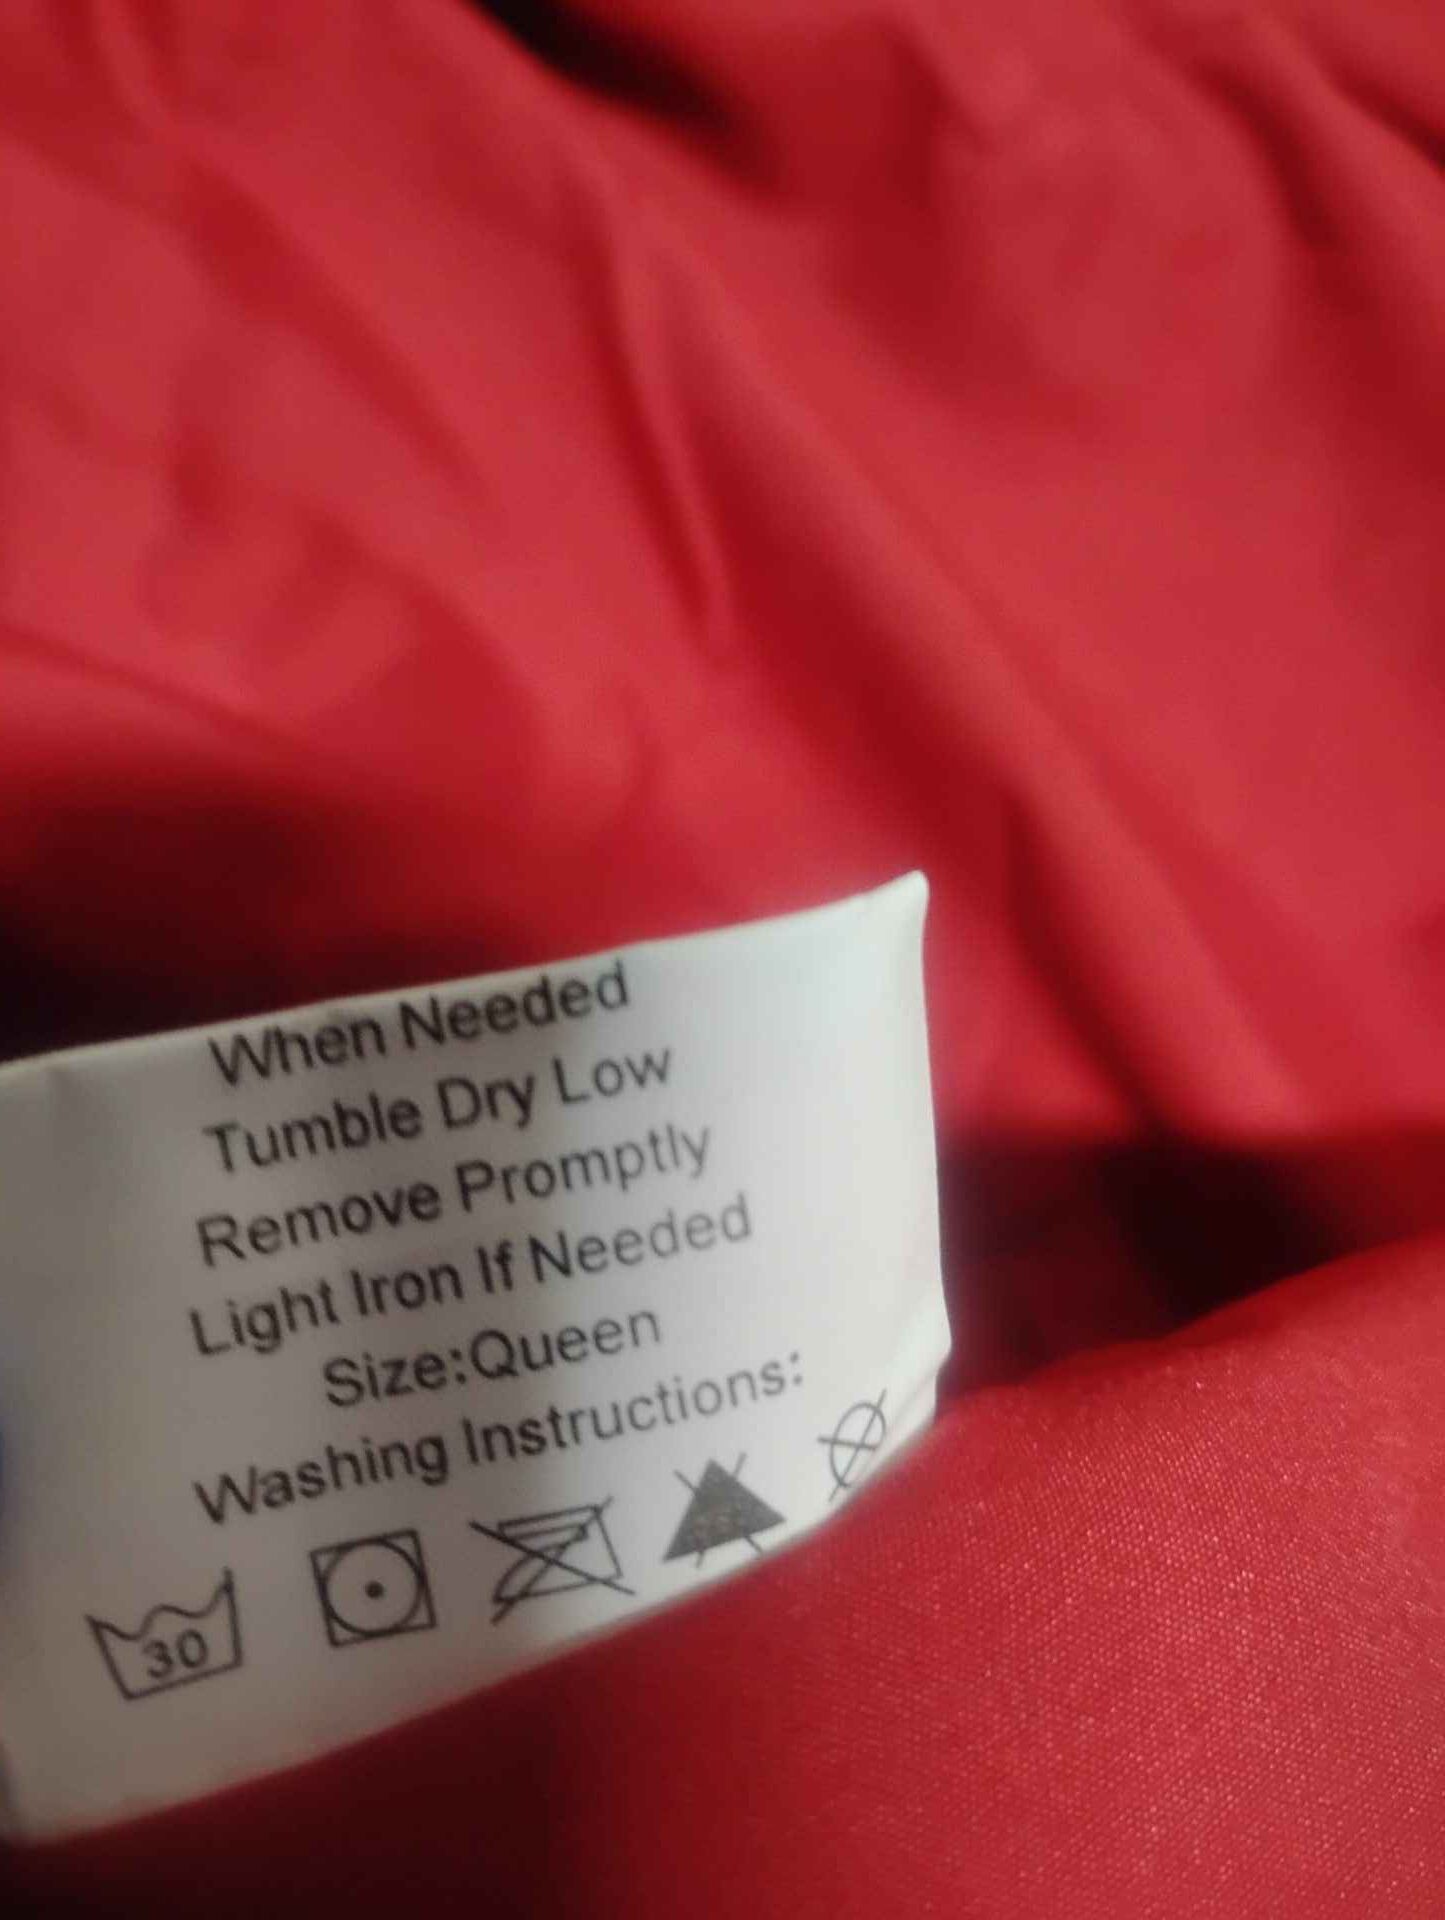 When Needed
Tumble Dry Low
Remove Promptly
Light Iron If Needed
Size:Queen
Washing Instructions:
30